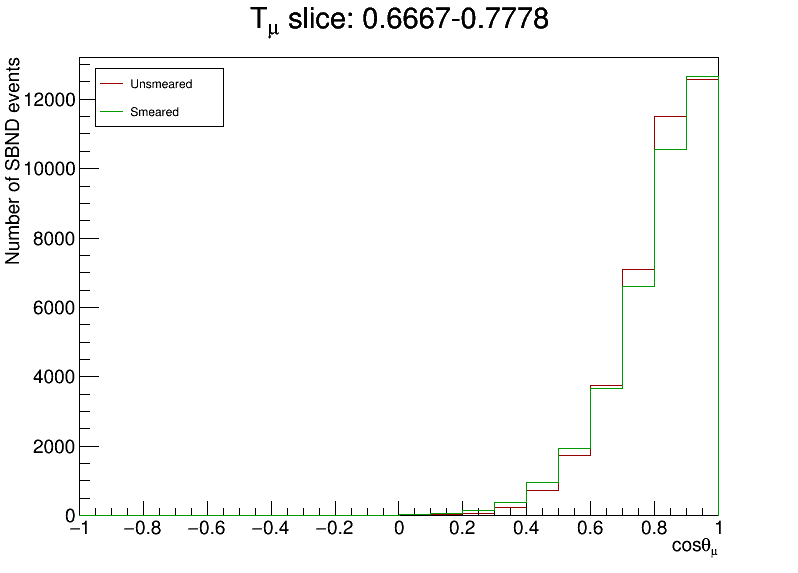 Tμ slice: 0.6667-0.7778
Number of SBND events
Unsmeared
Smeared
12000
10000
8000
6000
4000
2000
0
−1 −0.8 −0.6 −0.4 −0.2 0 0.2 0.4 0.6 0.8 1
cosθμ